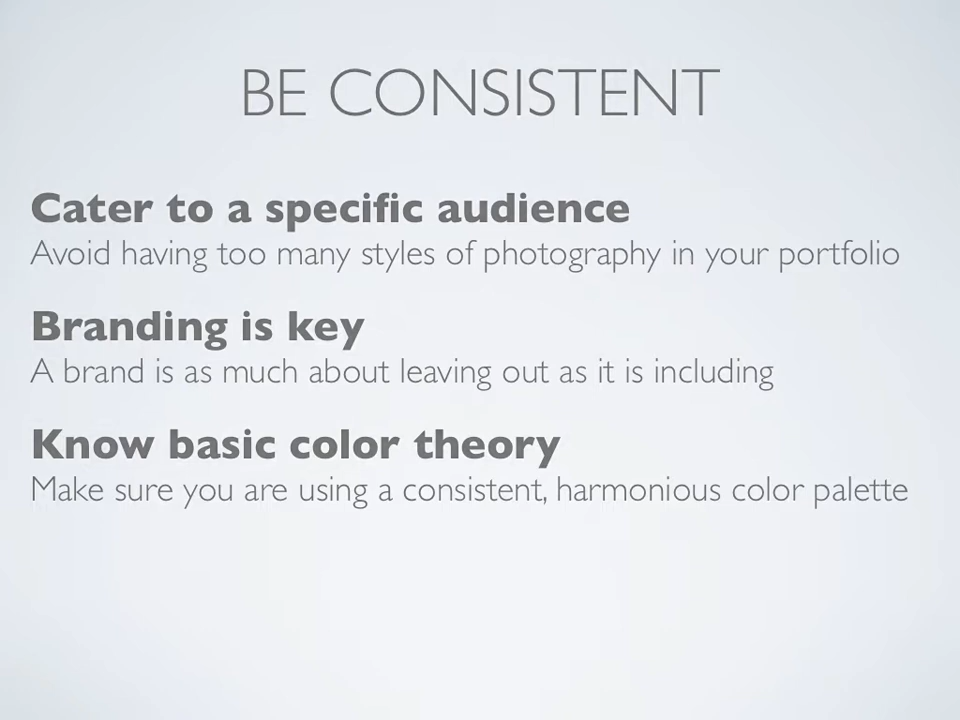 BE CONSISTENT
Cater to a specific audience
Avoid having too many styles of photography in your portfolio
Branding is key
A brand is as much about leaving out as it is including
Know basic color theory
Make sure you are using a consistent, harmonious color palette